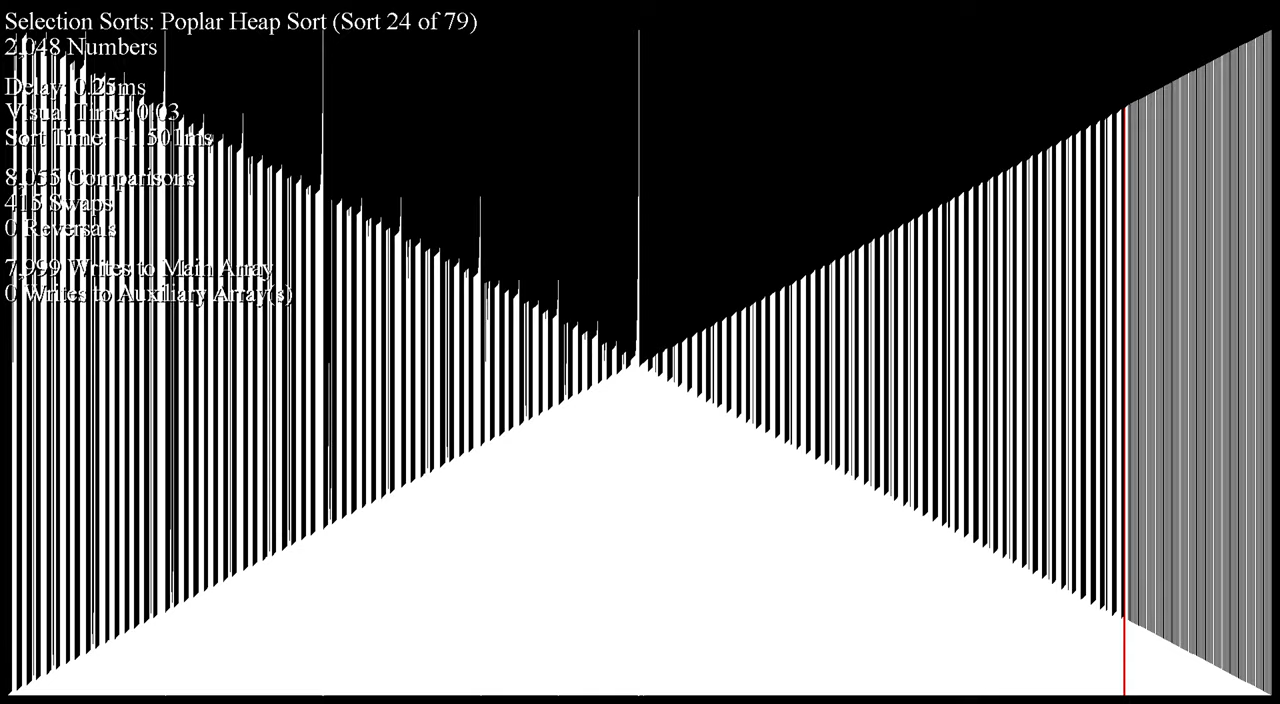 Selection Sorts: Poplar Heap Sort (Sort 24 of 79)
2,048 Numbers
Delay: 0.25ms
Visual Time: 0:03
Sort Time: ~1.501ms
8,055 Comparisons
415 Swaps
0 Reversals
7,999 Writes to Main Array
0 Writes to Auxiliary Array(s)